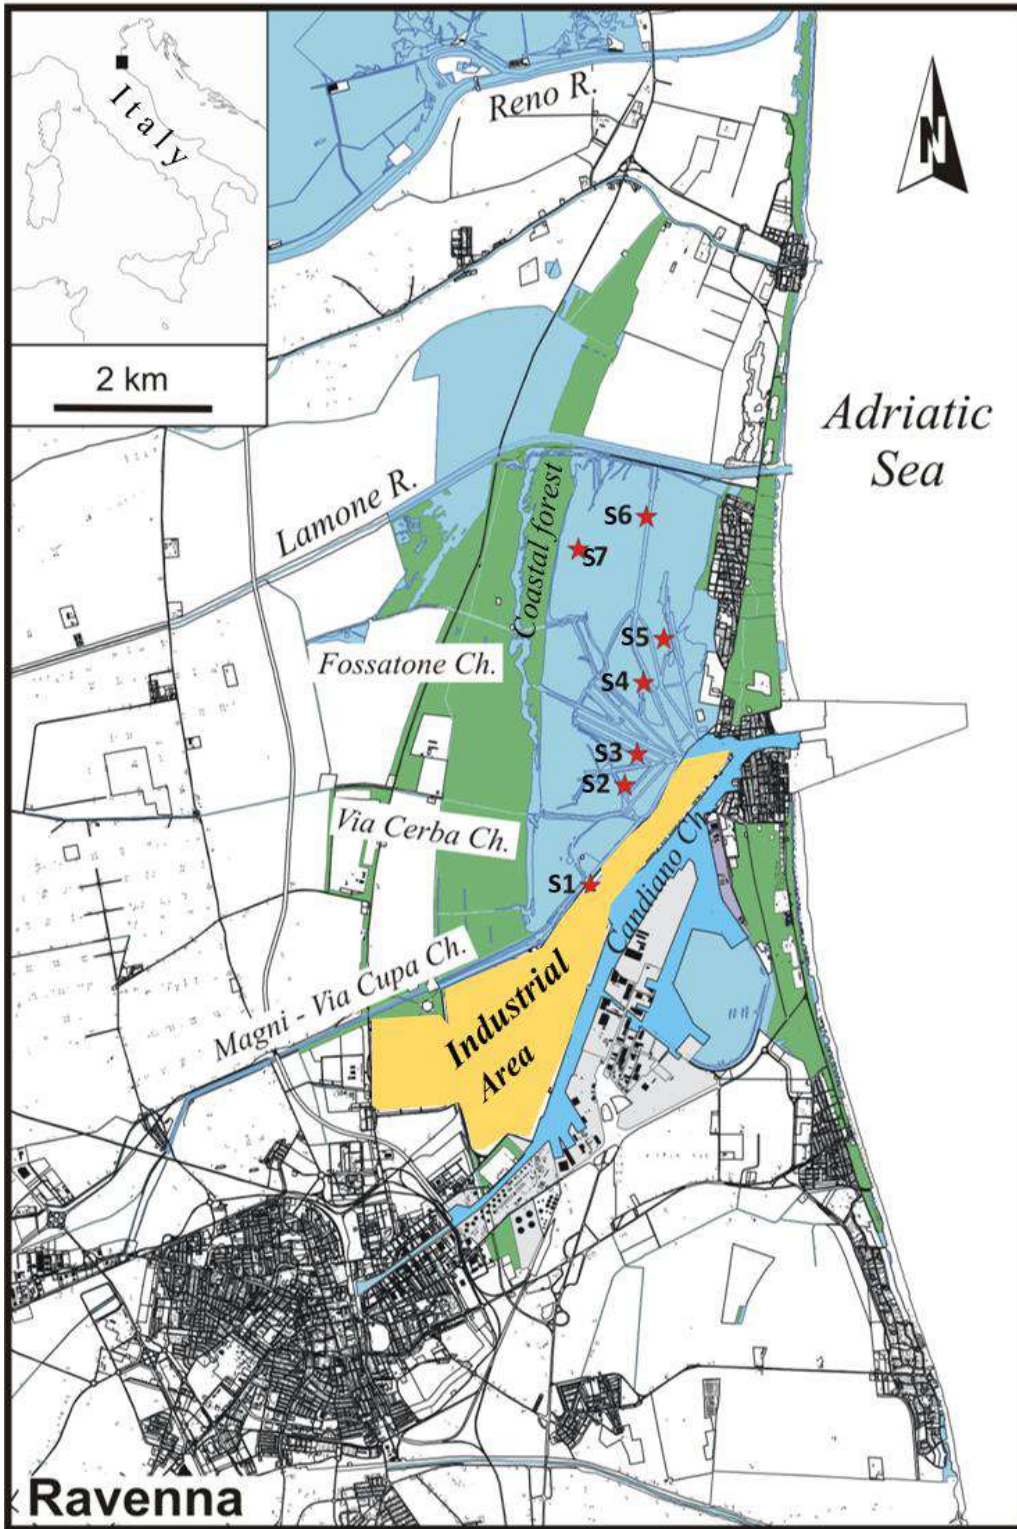 Italy
2 km
Reno R.
N
Adriatic
Sea
Lamone R.
Coastal forest
S6
S7
Fossatone Ch.
S5
S4
S3
S2
Via Cerba Ch.
S1
Candiano Ch.
Magni - Via Cupa Ch.
Industrial
Area
Ravenna